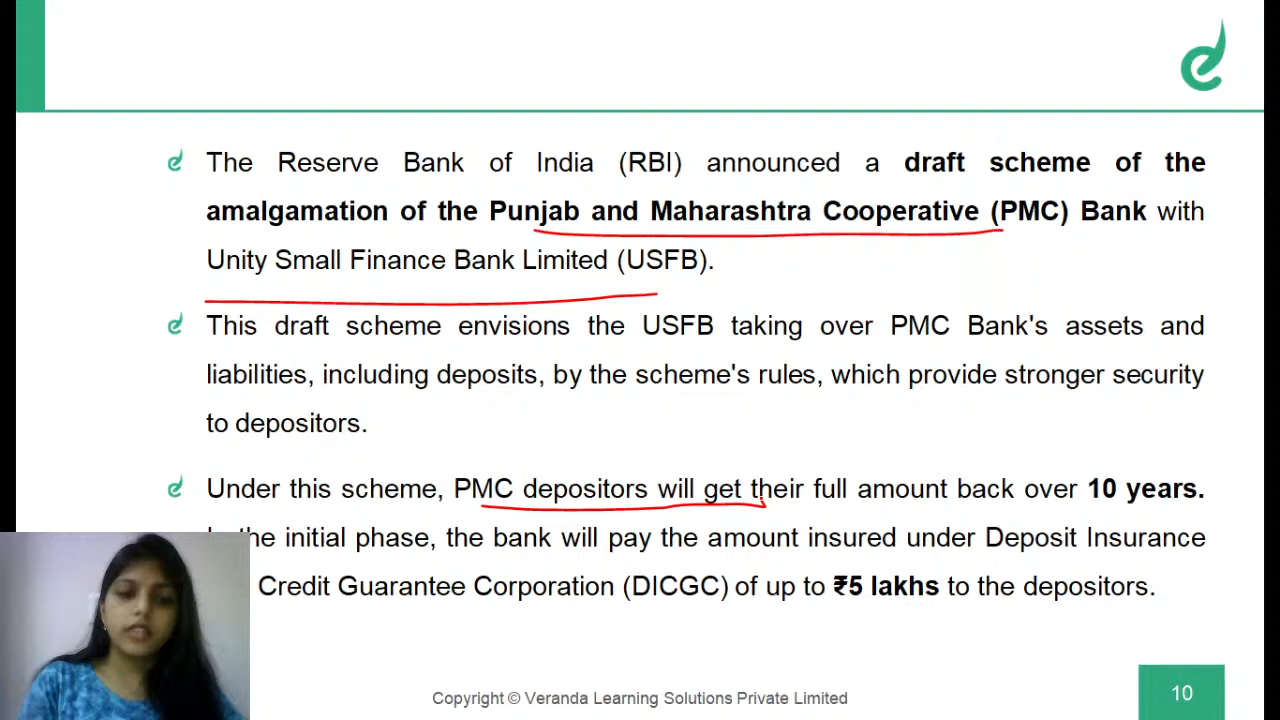 The Reserve Bank of India (RBI) announced a draft scheme of the
amalgamation of the Punjab and Maharashtra Cooperative (PMC) Bank with
Unity Small Finance Bank Limited (USFB).
This draft scheme envisions the USFB taking over PMC Bank's assets and
liabilities, including deposits, by the scheme's rules, which provide stronger security
to depositors.
Under this scheme, PMC depositors will get their full amount back over 10 years.
the initial phase, the bank will pay the amount insured under Deposit Insurance
Credit Guarantee Corporation (DICGC) of up to ₹5 lakhs to the depositors.
Copyright © Veranda Learning Solutions Private Limited
10